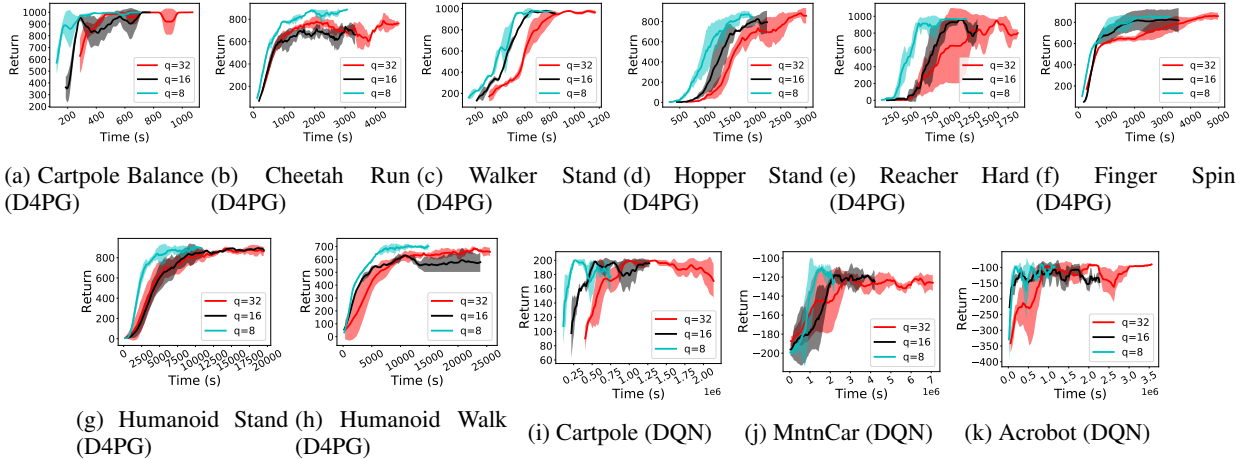 Return
1000
900
800
700
600
500
400
300
200
200
400
600
800
1000
Time (s)
q=32
q=16
q=8
Return
800
600
400
200
0
0
1000
2000
3000
4000
Time (s)
q=32
q=16
q=8
Return
1000
800
600
400
200
0
200
400
600
800
1000
1200
Time (s)
q=32
q=16
q=8
Return
800
600
400
200
0
500
1000
1500
2000
2500
3000
Time (s)
q=32
q=16
q=8
Return
1000
800
600
400
200
0
0
250
500
750
1000
1250
1500
1750
Time (s)
q=32
q=16
q=8
Return
800
600
400
200
0
0
1000
2000
3000
4000
5000
Time (s)
q=32
q=16
q=8
(a) Cartpole Balance (D4PG)
(b) Cheetah Run (D4PG)
(c) Walker Stand (D4PG)
(d) Hopper Stand (D4PG)
(e) Reacher Hard (D4PG)
(f) Finger Spin (D4PG)
Return
800
600
400
200
0
0
2500
5000
7500
10000
12500
15000
17500
20000
Time (s)
q=32
q=16
q=8
Return
700
600
500
400
300
200
100
0
0
5000
10000
15000
20000
25000
Time (s)
q=32
q=16
q=8
Return
200
180
160
140
120
100
80
60
0.25
0.50
0.75
1.00
1.25
1.50
1.75
2.00
1e6
Time (s)
q=32
q=16
q=8
Return
−100
−120
−140
−160
−180
−200
0
1
2
3
4
5
6
7
1e6
Time (s)
q=32
q=16
q=8
Return
−50
−100
−150
−200
−250
−300
−350
−400
0.0
0.5
1.0
1.5
2.0
2.5
3.0
3.5
1e6
Time (s)
q=32
q=16
q=8
(g) Humanoid Stand (D4PG)
(h) Humanoid Walk (D4PG)
(i) Cartpole (DQN)
(j) MntnCar (DQN)
(k) Acrobot (DQN)